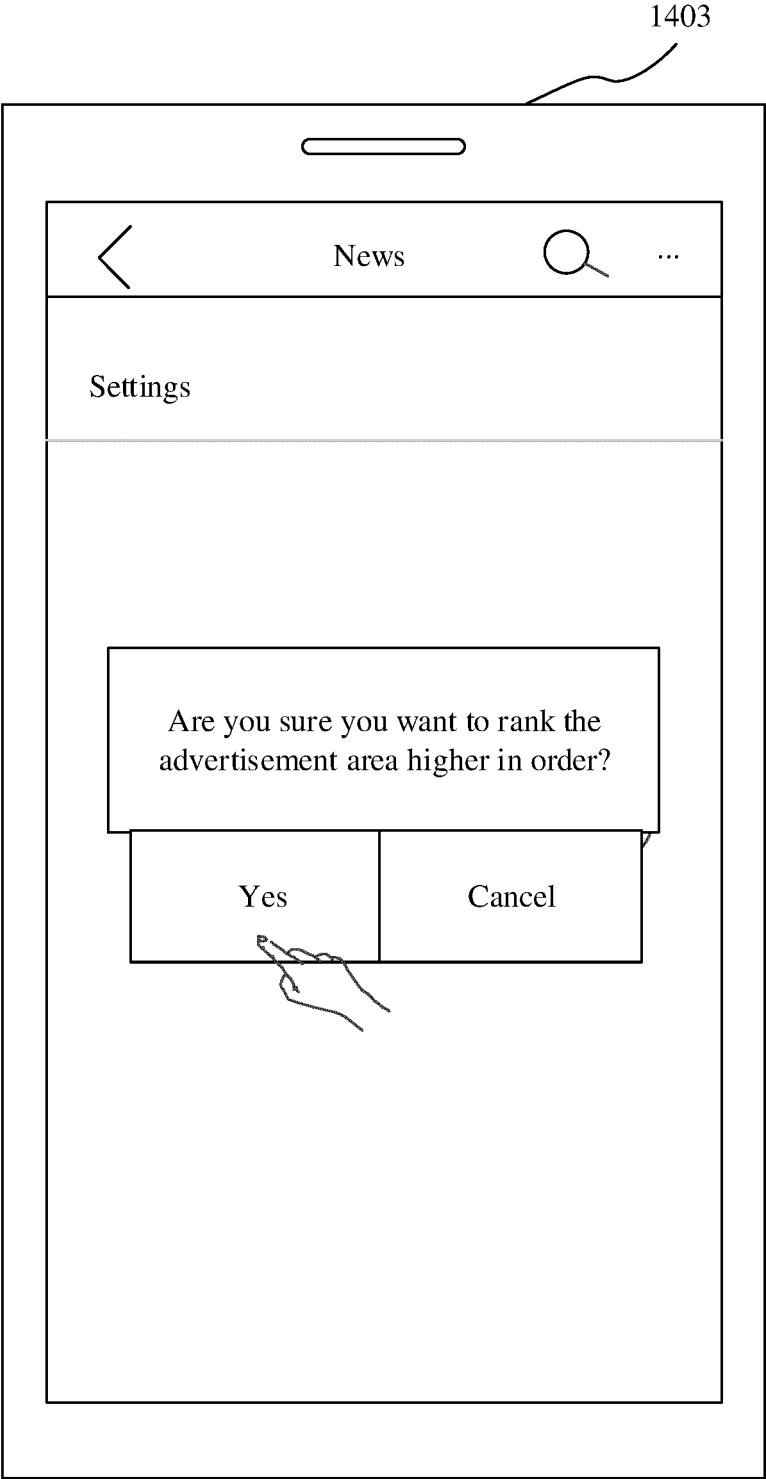 1403
News ...
Settings
Are you sure you want to rank the
advertisement area higher in order?
Yes Cancel